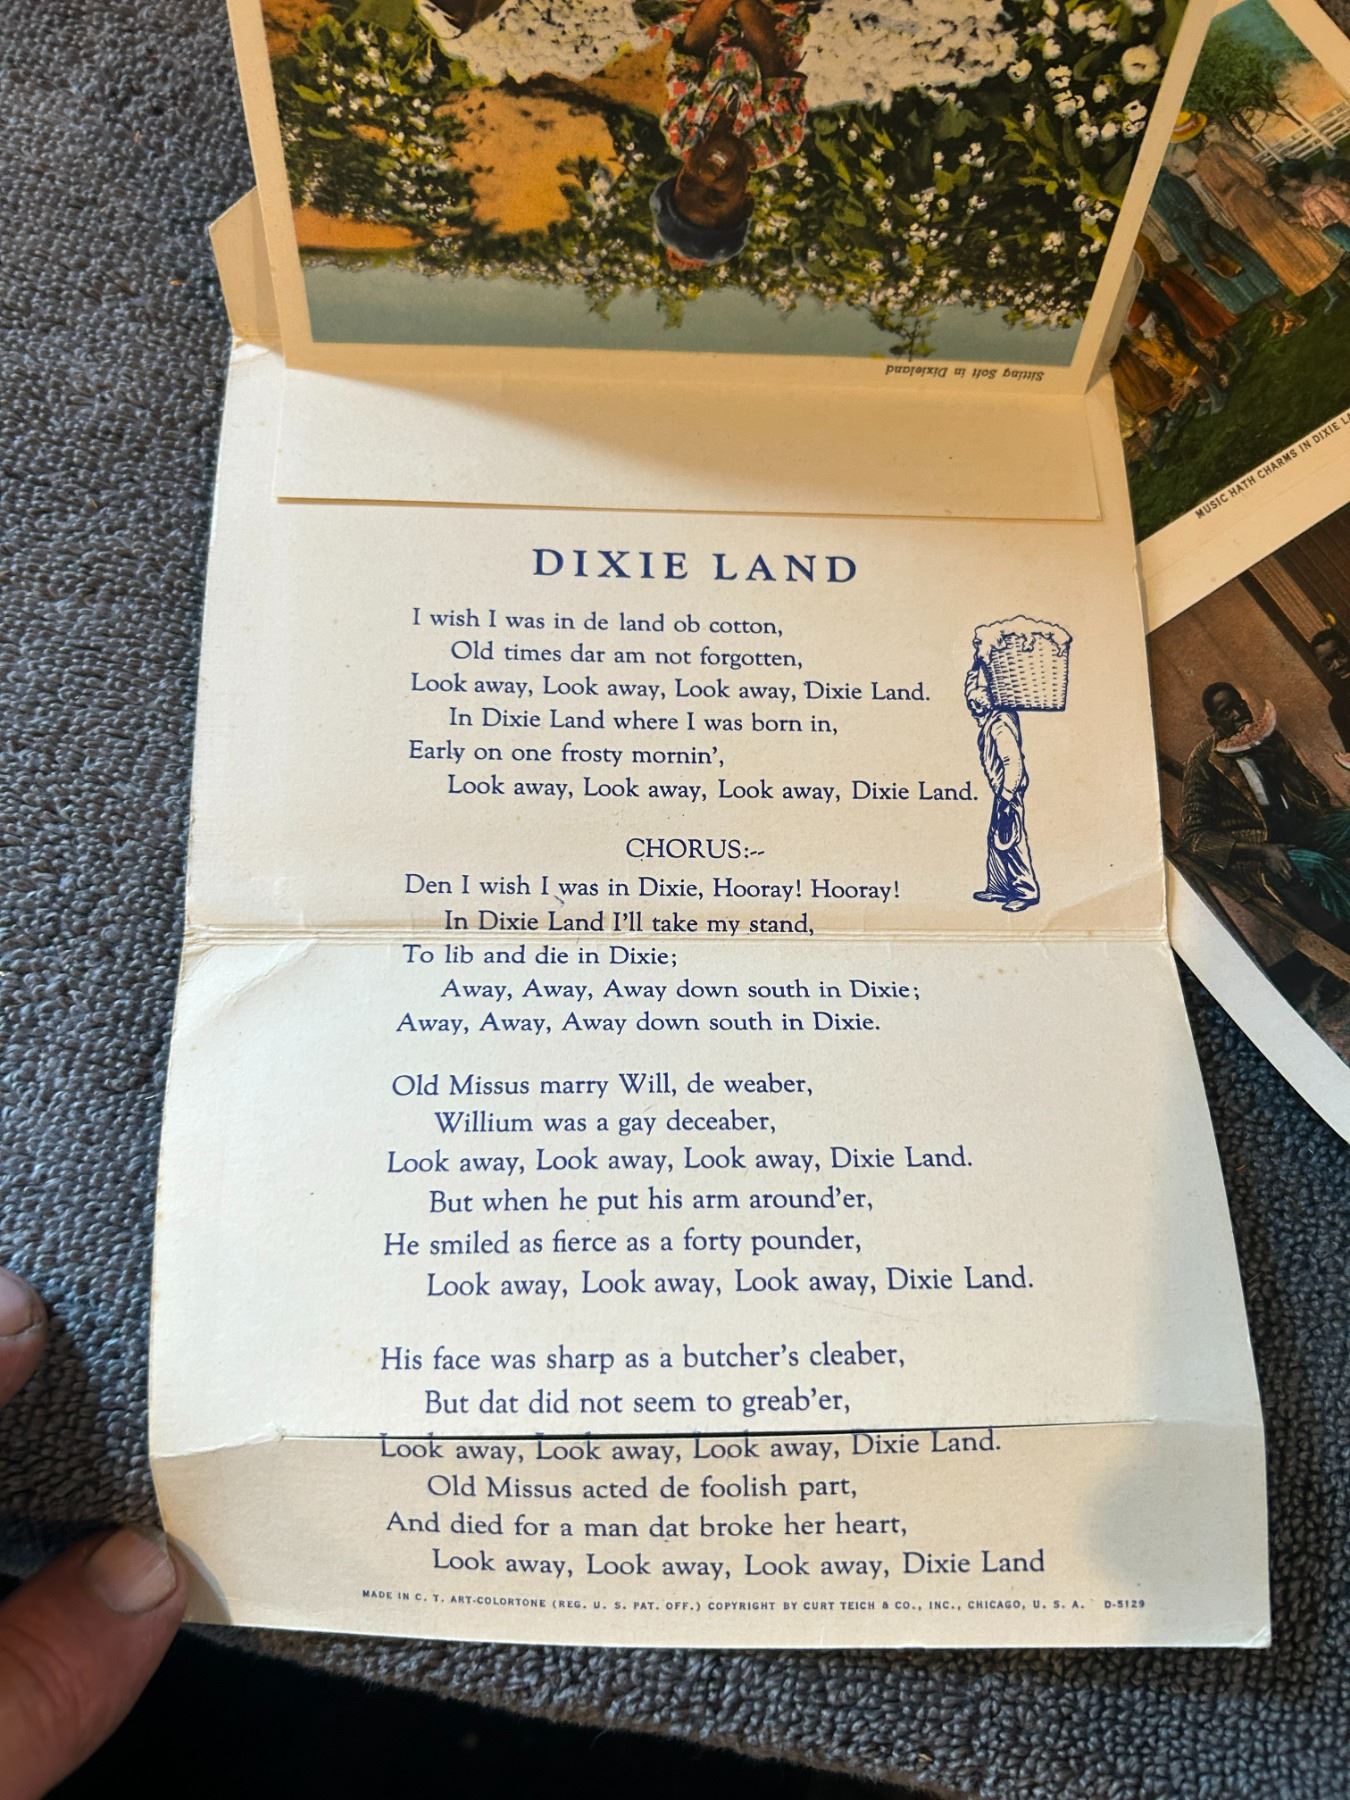 Sitting Soft in Dixieland
MUSIC HATH CHARMS IN DIXIE
DIXIE LAND
I wish I was in de land ob cotton,
Old times dar am not forgotten,
Look away, Look away, Look away, Dixie Land.
In Dixie Land where I was born in,
Early on one frosty mornin',
Look away, Look away, Look away, Dixie Land.
CHORUS:--
Den I wish I was in Dixie, Hooray! Hooray!
In Dixie Land I'll take my stand,
To lib and die in Dixie;
Away, Away, Away down south in Dixie;
Away, Away, Away down south in Dixie.
Old Missus marry Will, de weaber,
Willium was a gay deceaber,
Look away, Look away, Look away, Dixie Land.
But when he put his arm around'er,
He smiled as fierce as a forty pounder,
Look away, Look away, Look away, Dixie Land.
His face was sharp as a butcher's cleaber,
But dat did not seem to greab'er,
Look away, Look away, Look away, Dixie Land.
Old Missus acted de foolish part,
And died for a man dat broke her heart,
Look away, Look away, Look away, Dixie Land
MADE IN C. T. ART-COLORTONE (REG. U. S. PAT. OFF.) COPYRIGHT BY CURT TEICH & CO., INC., CHICAGO, U. S. A. D-5129